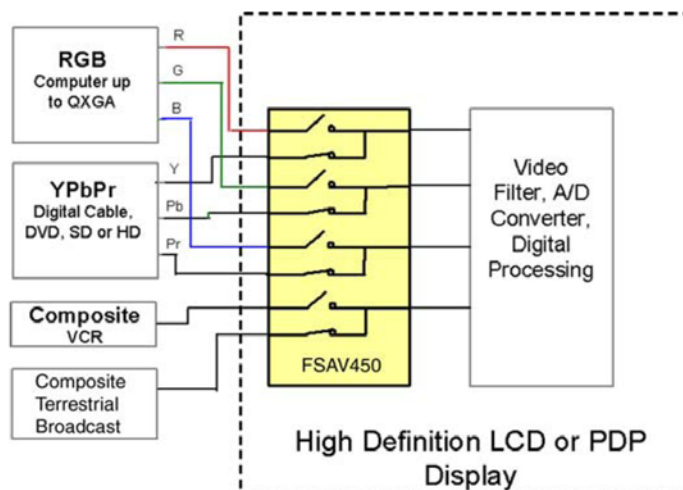 RGB
Computer up
to QXGA
R
G
B
YPbPr
Digital Cable,
DVD, SD or HD
Y
Pb
Pr
Composite
VCR
Composite
Terrestrial
Broadcast
FSAV450
Video
Filter, A/D
Converter,
Digital
Processing
High Definition LCD or PDP
Display